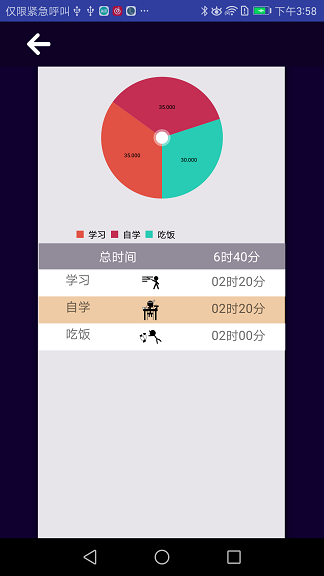 仅限紧急呼叫 ··· 下午3:58
35.000
35.000
30.000
学习 自学 吃饭
总时间 6时40分
学习 02时20分
自学 02时20分
吃饭 02时00分